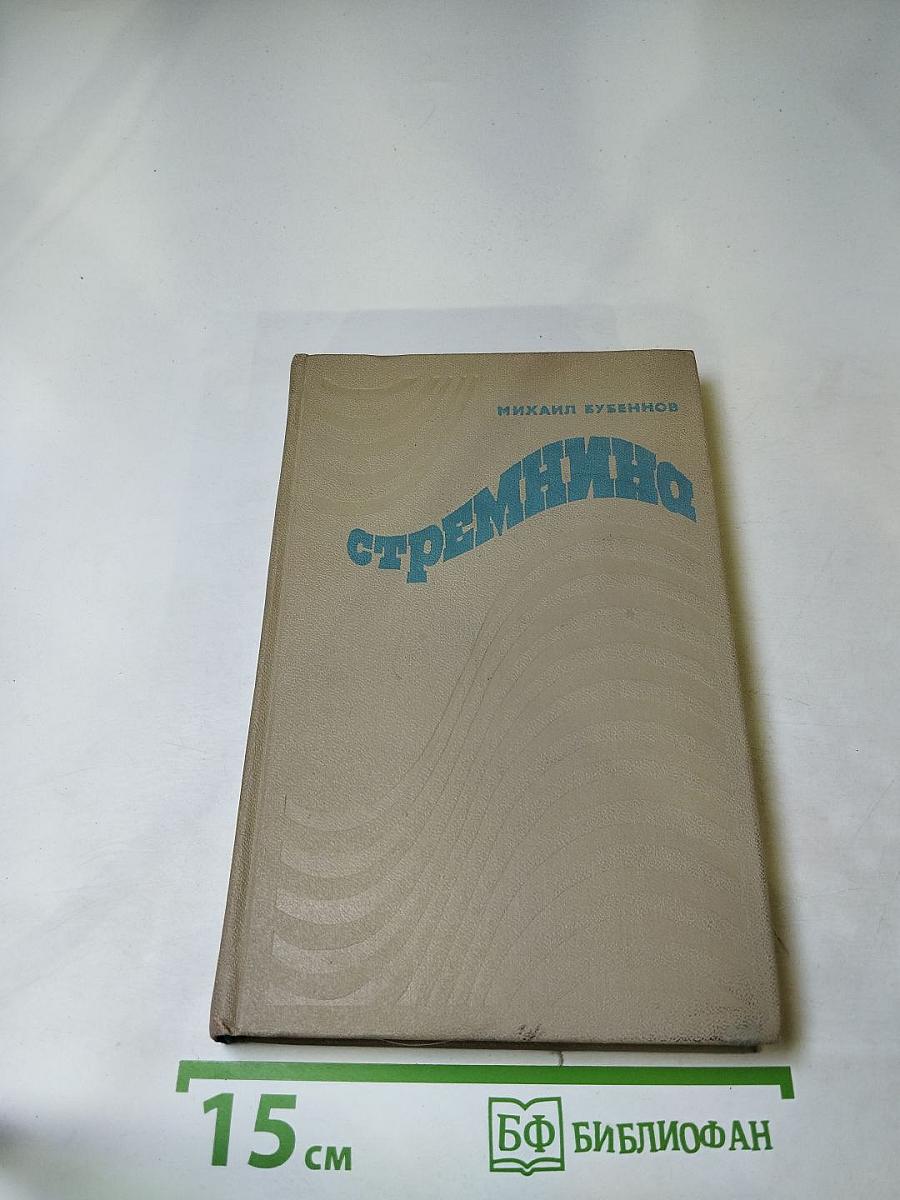 МИХАИЛ БУБЕННОВ
СТРЕМНИНа
15 см
БФ БИБЛИОФАН